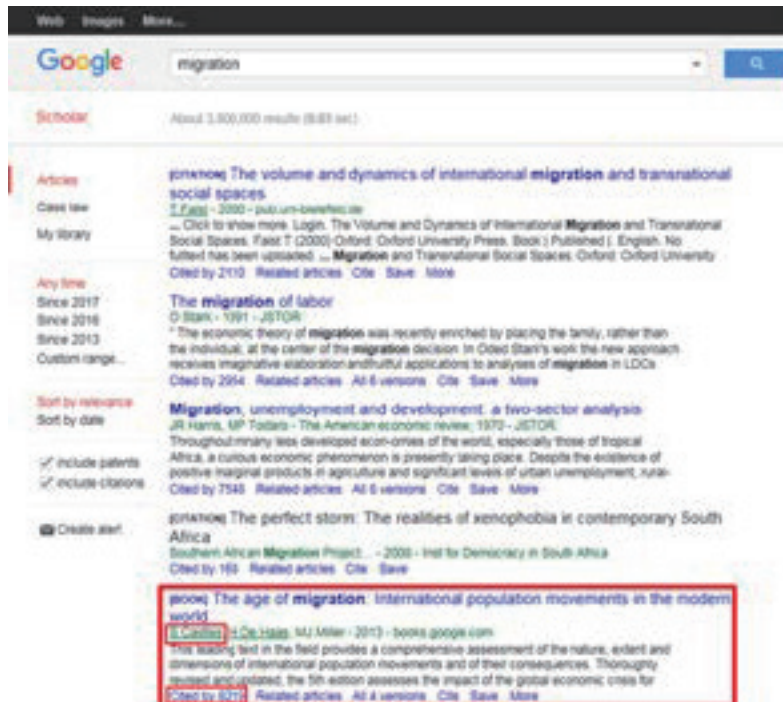 Web Images More...
Google
migration
Scholar
About 3,800,000 results
Articles
Case law
My library
Any time
Since 2017
Since 2016
Since 2013
Custom range...
Sort by relevance
Sort by date
include patents
include citations
Create alert
[CITATION] The volume and dynamics of international migration and transnational
social spaces
T Faist - 2000 - pub.uni-bielefeld.de
... Click to show more. Login. The Volume and Dynamics of International Migration and Transnational
Social Spaces. Faist T (2000) Oxford: Oxford University Press. Book | Published | English. No
fulltext has been uploaded. ... Migration and Transnational Social Spaces. Oxford: Oxford University
Cited by 2110 Related articles Cite Save More
The migration of labor
O Stark - 1991 - JSTOR
" The economic theory of migration was recently enriched by placing the family, rather than
the individual, at the center of the migration decision. In Oded Stark's work the new approach
receives imaginative elaboration and fruitful applications to analyses of migration in LDCs
Cited by 2954 Related articles All 6 versions Cite Save More
Migration, unemployment and development: a two-sector analysis
JR Harris, MP Todaro - The American economic review, 1970 - JSTOR
Throughout many less developed econ-omies of the world, especially those of tropical
Africa, a curious economic phenomenon is presently taking place. Despite the existence of
positive marginal products in agriculture and significant levels of urban unemployment, rural-
Cited by 7548 Related articles All 6 versions Cite Save More
[CITATION] The perfect storm: The realities of xenophobia in contemporary South
Africa
Southern African Migration Project... - 2008 - Inst for Democracy in South Africa
Cited by 169 Related articles Cite Save
[BOOK] The age of migration: International population movements in the modern
world
S Castles, H De Haas, MJ Miller - 2013 - books.google.com
This leading text in the field provides a comprehensive assessment of the nature, extent and
dimensions of international population movements and of their consequences. Thoroughly
revised and updated, the 5th edition assesses the impact of the global economic crisis for
Cited by 6219 Related articles All 4 versions Cite Save More